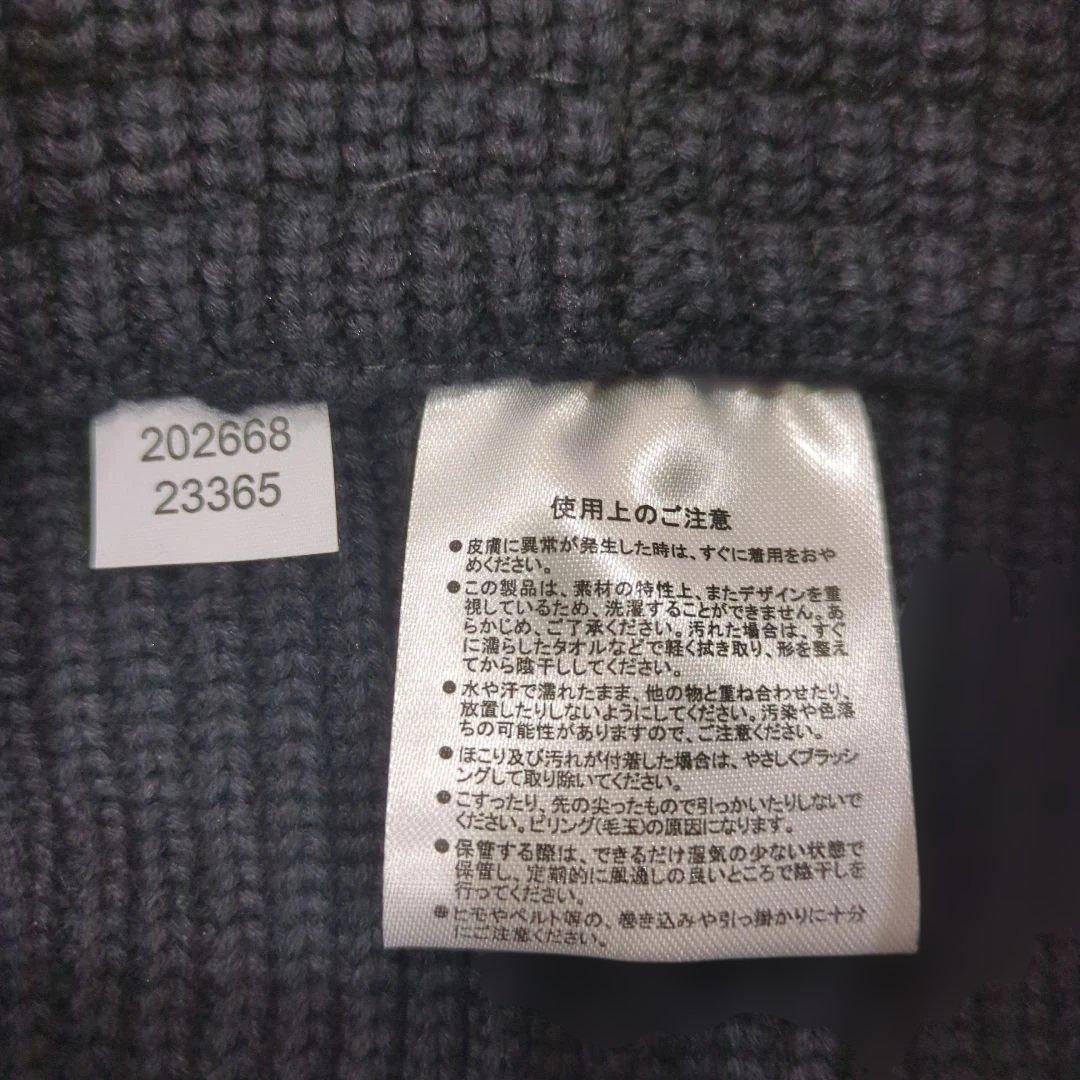 202668
23365
使用上のご注意
●皮膚に異常が発生した時は、すぐに着用をおや
めください。
●この製品は、素材の特性上、またデザインを重
視しているため、洗濯することができません。あ
らかじめ、ご了承ください。汚れた場合は、すぐ
に濡らしたタオルなどで軽く拭き取り、形を整え
てから陰干ししてください。
●水や汗で濡れたまま、他の物と重ね合わせたり、
放置したりしないようにしてください。汚染や色落
ちの可能性がありますので、ご注意ください。
●ほこり及び汚れが付着した場合は、やさしくブラッシ
ングして取り除いてください。
●こすったり、先の尖ったもので引っかいたりしないで
ください。ピリング(毛玉)の原因になります。
●保管する際は、できるだけ湿気の少ない状態で
保管し、定期的に風通しの良いところで陰干しを
行ってください。
●ヒモやベルト等の、巻き込みや引っ掛かりに十分
にご注意ください。